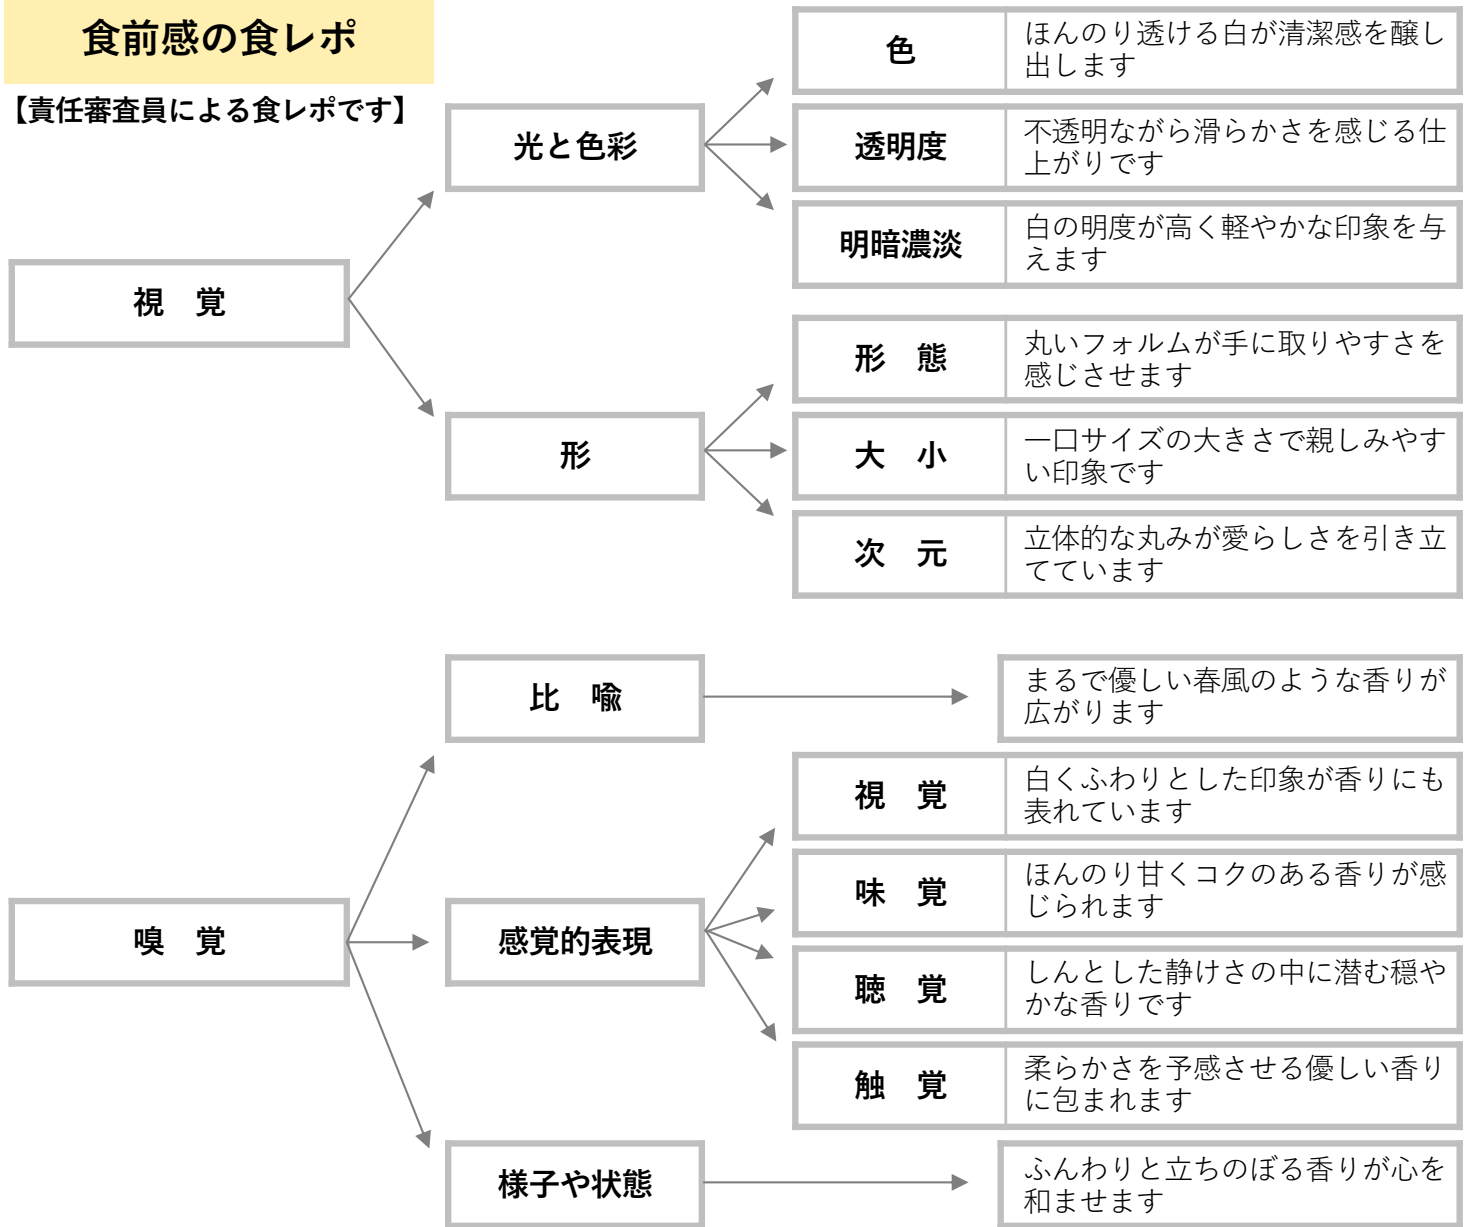 食前感の食レポ
【責任審査員による食レポです】
視　覚
光と色彩
色
ほんのり透ける白が清潔感を醸し
出します
透明度
不透明ながら滑らかさを感じる仕
上がりです
明暗濃淡
白の明度が高く軽やかな印象を与
えます
形
形　態
丸いフォルムが手に取りやすさを
感じさせます
大　小
一口サイズの大きさで親しみやす
い印象です
次　元
立体的な丸みが愛らしさを引き立
てています
嗅　覚
比　喩
まるで優しい春風のような香りが
広がります
感覚的表現
視　覚
白くふわりとした印象が香りにも
表れています
味　覚
ほんのり甘くコクのある香りが感
じられます
聴　覚
しんとした静けさの中に潜む穏や
かな香りです
触　覚
柔らかさを予感させる優しい香り
に包まれます
様子や状態
ふんわりと立ちのぼる香りが心を
和ませます